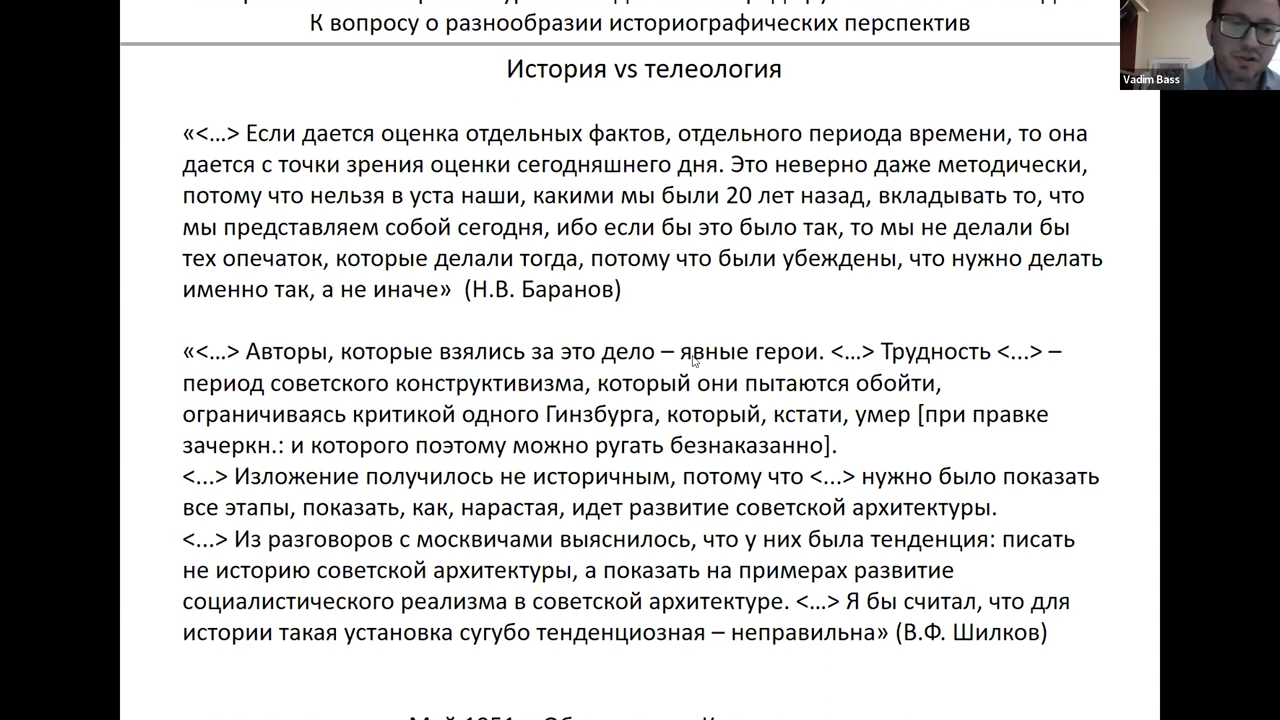 К вопросу о разнообразии историографических перспектив
Vadim Bass
История vs телеология
«<…> Если дается оценка отдельных фактов, отдельного периода времени, то она
дается с точки зрения оценки сегодняшнего дня. Это неверно даже методически,
потому что нельзя в уста наши, какими мы были 20 лет назад, вкладывать то, что
мы представляем собой сегодня, ибо если бы это было так, то мы не делали бы
тех опечаток, которые делали тогда, потому что были убеждены, что нужно делать
именно так, а не иначе» (Н.В. Баранов)
«<…> Авторы, которые взялись за это дело – явные герои. <…> Трудность <...> –
период советского конструктивизма, который они пытаются обойти,
ограничиваясь критикой одного Гинзбурга, который, кстати, умер [при правке
зачеркн.: и которого поэтому можно ругать безнаказанно].
<...> Изложение получилось не историчным, потому что <...> нужно было показать
все этапы, показать, как, нарастая, идет развитие советской архитектуры.
<...> Из разговоров с москвичами выяснилось, что у них была тенденция: писать
не историю советской архитектуры, а показать на примерах развитие
социалистического реализма в советской архитектуре. <…> Я бы считал, что для
истории такая установка сугубо тенденциозная – неправильна» (В.Ф. Шилков)